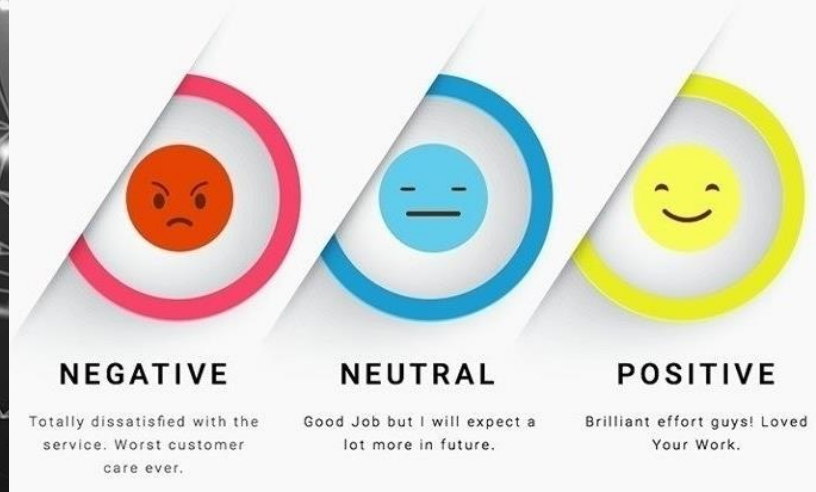 NEGATIVE
Totally dissatisfied with the
service. Worst customer
care ever.
NEUTRAL
Good Job but I will expect a
lot more in future.
POSITIVE
Brilliant effort guys! Loved
Your Work.